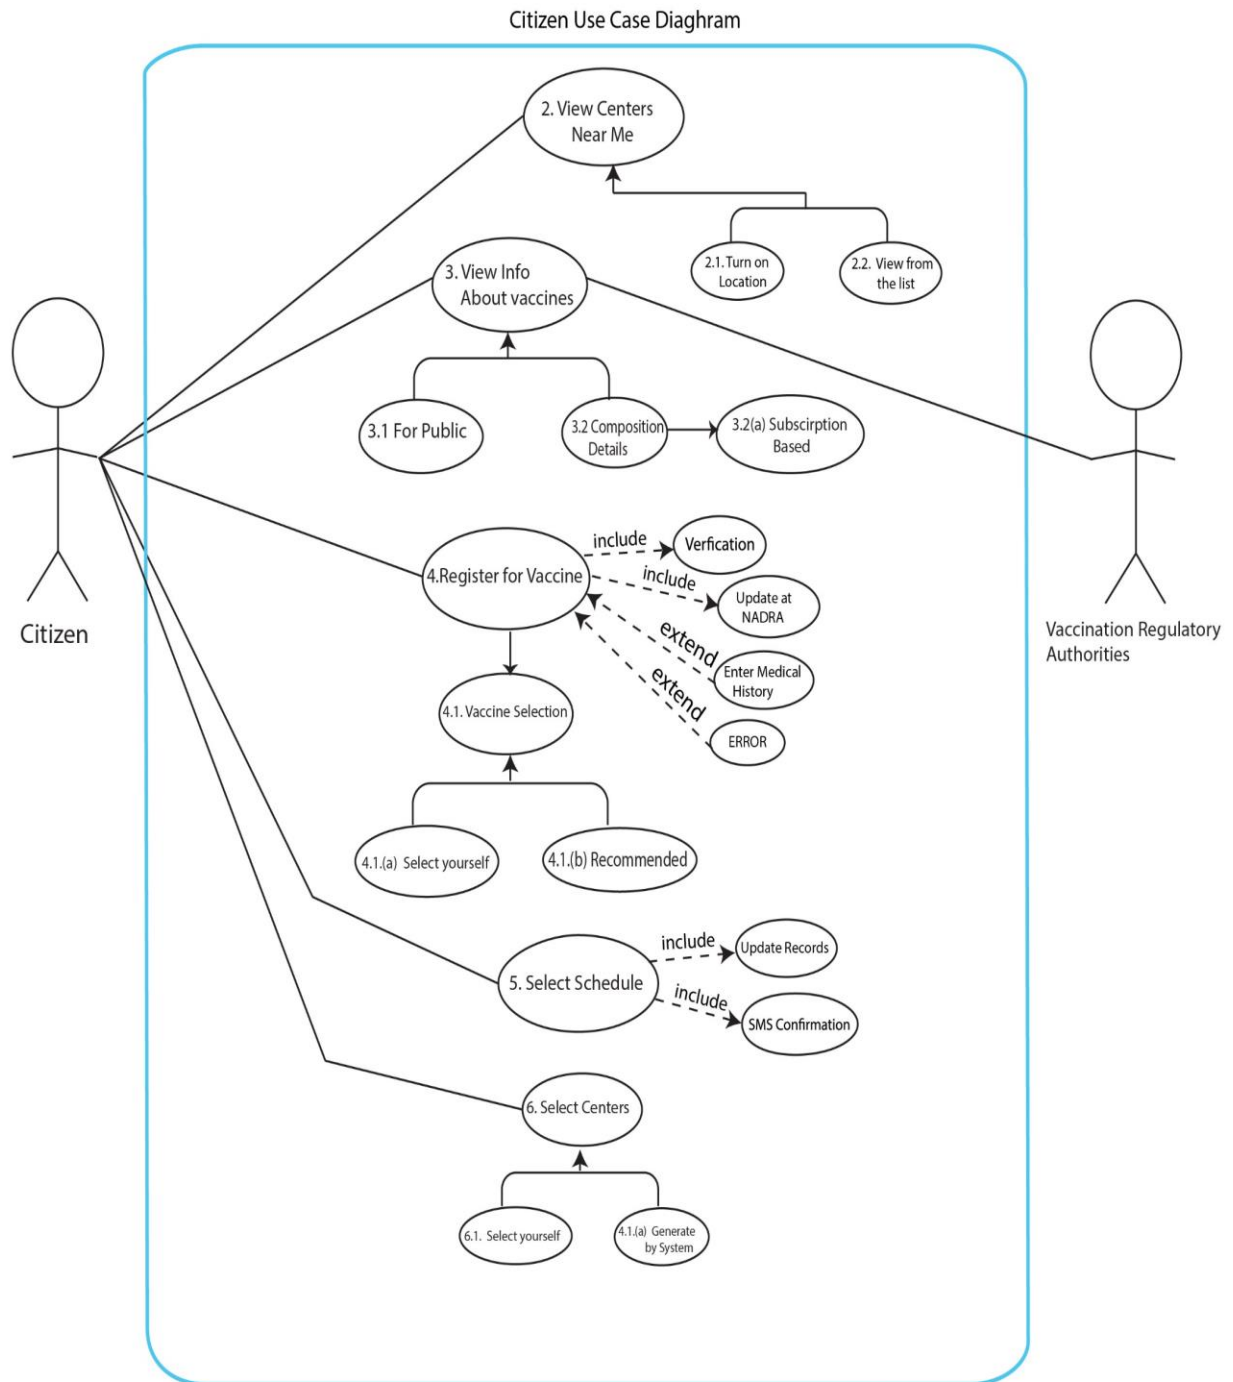 Citizen Use Case Diaghram
2. View Centers
Near Me
2.1. Turn on
Location
2.2. View from
the list
3. View Info
About vaccines
3.1 For Public
3.2 Composition
Details
3.2(a) Subscirption
Based
Citizen
Vaccination Regulatory
Authorities
4.Register for Vaccine
include
Verfication
include
Update at
NADRA
extend
Enter Medical
History
extend
ERROR
4.1. Vaccine Selection
4.1.(a) Select yourself
4.1.(b) Recommended
5. Select Schedule
include
Update Records
include
SMS Confirmation
6. Select Centers
6.1. Select yourself
4.1.(a) Generate
by System